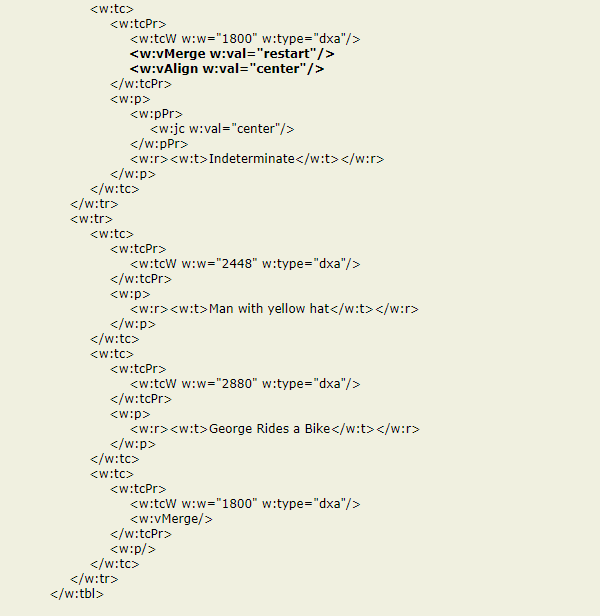 <w:tc>
<w:tcPr>
<w:tcW w:w="1800" w:type="dxa"/>
<w:vMerge w:val="restart"/>
<w:vAlign w:val="center"/>
</w:tcPr>
<w:p>
<w:pPr>
<w:jc w:val="center"/>
</w:pPr>
<w:r><w:t>Indeterminate</w:t></w:r>
</w:p>
</w:tc>
</w:tr>
<w:tr>
<w:tc>
<w:tcPr>
<w:tcW w:w="2448" w:type="dxa"/>
</w:tcPr>
<w:p>
<w:r><w:t>Man with yellow hat</w:t></w:r>
</w:p>
</w:tc>
<w:tc>
<w:tcPr>
<w:tcW w:w="2880" w:type="dxa"/>
</w:tcPr>
<w:p>
<w:r><w:t>George Rides a Bike</w:t></w:r>
</w:p>
</w:tc>
<w:tc>
<w:tcPr>
<w:tcW w:w="1800" w:type="dxa"/>
<w:vMerge/>
</w:tcPr>
<w:p/>
</w:tc>
</w:tr>
</w:tbl>